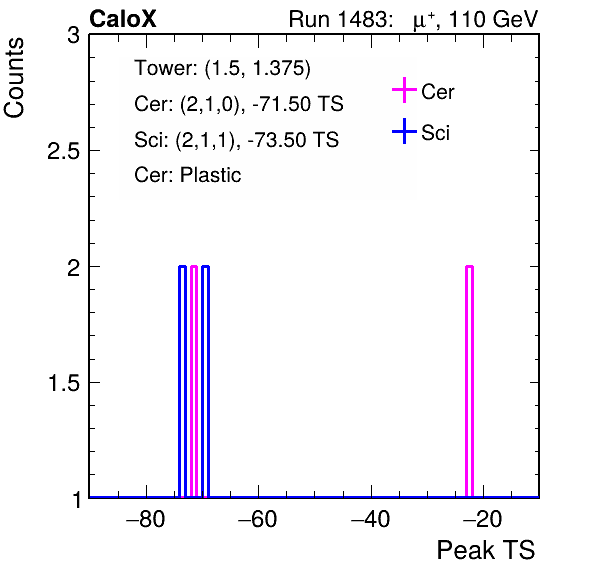 CaloX Run 1483: μ⁺, 110 GeV
Counts
3
2.5
2
1.5
1
Tower: (1.5, 1.375)
Cer: (2,1,0), -71.50 TS
Sci: (2,1,1), -73.50 TS
Cer: Plastic
Cer
Sci
−80 −60 −40 −20
Peak TS